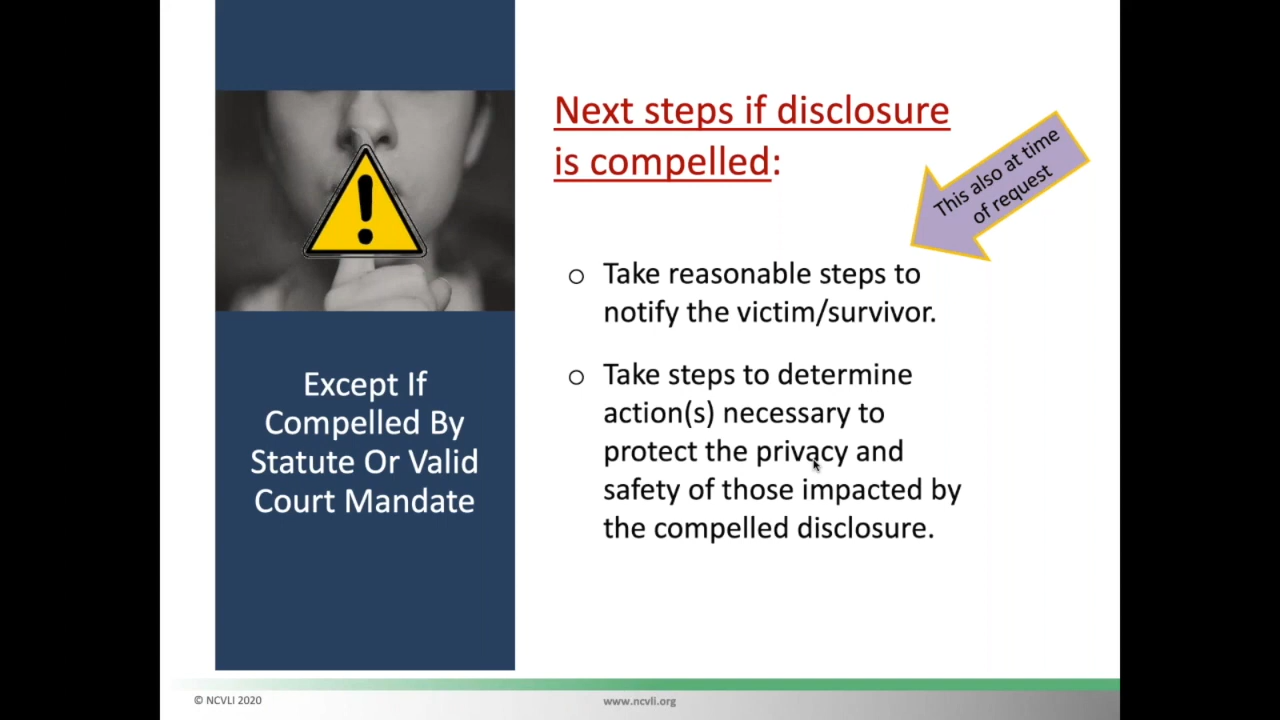 Next steps if disclosure
is compelled:
This also at time
of request
o Take reasonable steps to
notify the victim/survivor.
o Take steps to determine
action(s) necessary to
protect the privacy and
safety of those impacted by
the compelled disclosure.
Except If
Compelled By
Statute Or Valid
Court Mandate
© NCVLI 2020
www.ncvli.org